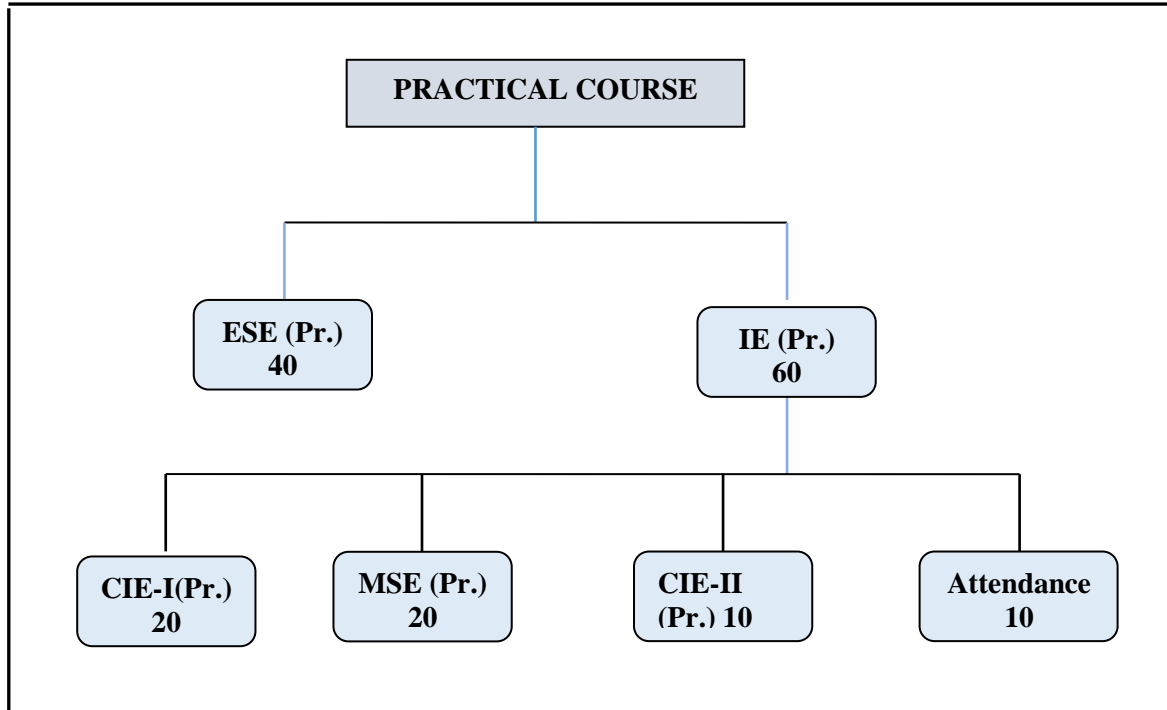 PRACTICAL COURSE
ESE (Pr.)
40
IE (Pr.)
60
CIE-I(Pr.)
20
MSE (Pr.)
20
CIE-II
(Pr.) 10
Attendance
10